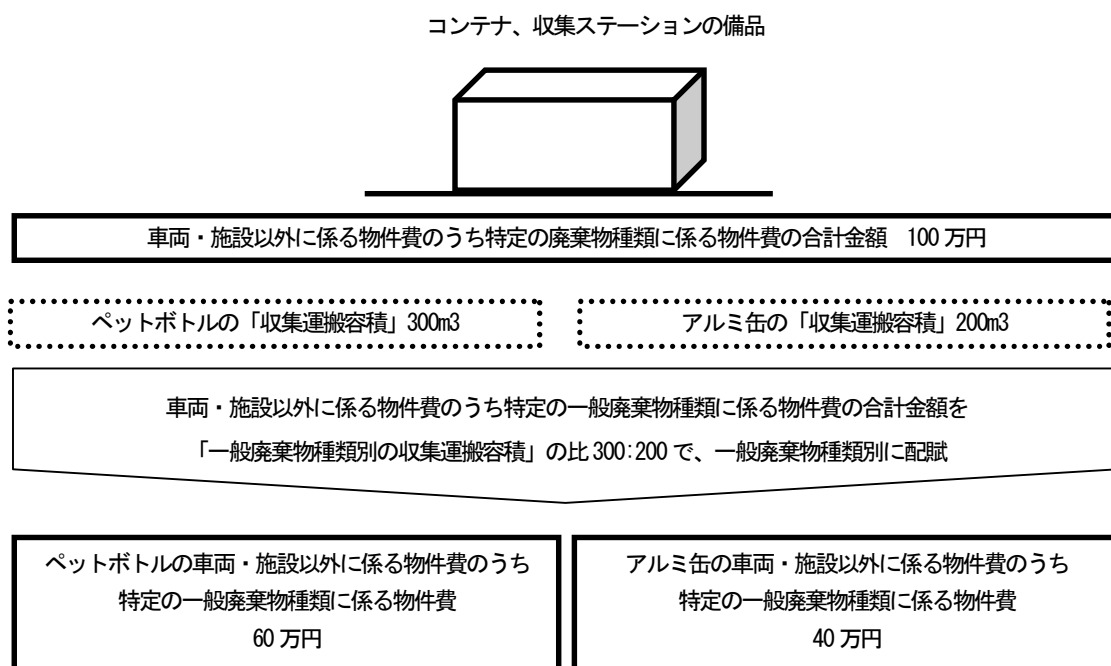 コンテナ、収集ステーションの備品
車両・施設以外に係る物件費のうち特定の廃棄物種類に係る物件費の合計金額　100 万円
ペットボトルの「収集運搬容積」300m3
アルミ缶の「収集運搬容積」200m3
車両・施設以外に係る物件費のうち特定の一般廃棄物種類に係る物件費の合計金額を
「一般廃棄物種類別の収集運搬容積」の比 300:200 で、一般廃棄物種類別に配賦
ペットボトルの車両・施設以外に係る物件費のうち
特定の一般廃棄物種類に係る物件費
60 万円
アルミ缶の車両・施設以外に係る物件費のうち
特定の一般廃棄物種類に係る物件費
40 万円